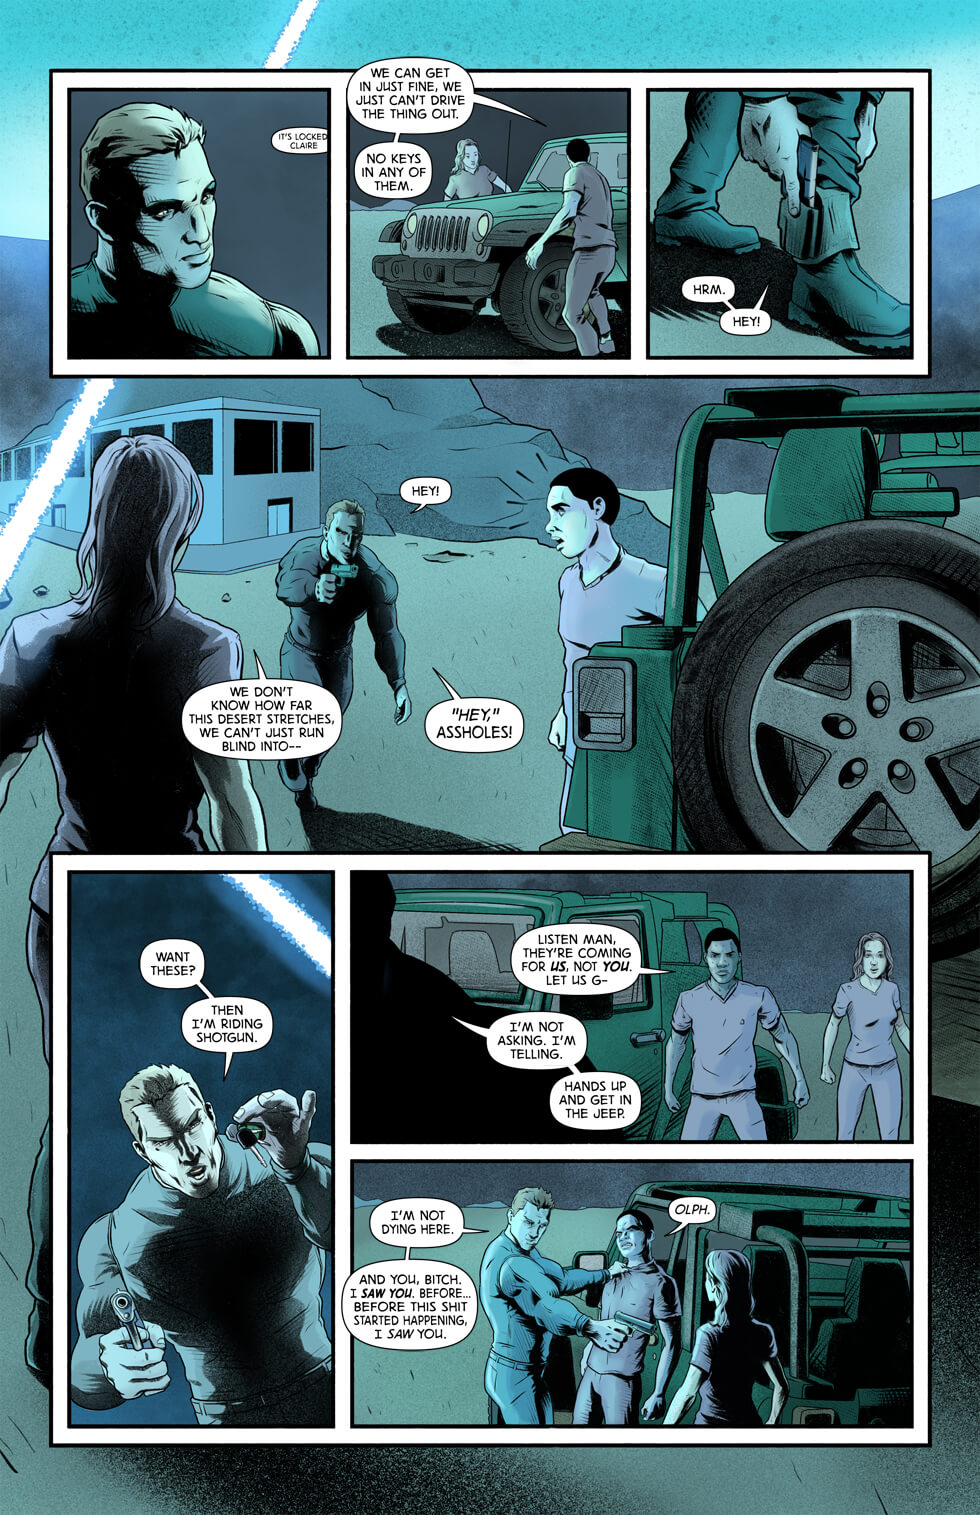 IT'S LOCKED
CLAIRE
WE CAN GET
IN JUST FINE, WE
JUST CAN'T DRIVE
THE THING OUT.
NO KEYS
IN ANY OF
THEM.
HRM.
HEY!
HEY!
WE DON'T
KNOW HOW FAR
THIS DESERT STRETCHES,
WE CAN'T JUST RUN
BLIND INTO--
"HEY,"
ASSHOLES!
WANT
THESE?
THEN
I'M RIDING
SHOTGUN.
LISTEN MAN,
THEY'RE COMING
FOR US, NOT YOU.
LET US G-
I'M NOT
ASKING. I'M
TELLING.
HANDS UP
AND GET IN
THE JEEP.
I'M NOT
DYING HERE.
OLPH.
AND YOU, BITCH.
I SAW YOU. BEFORE...
BEFORE THIS SHIT
STARTED HAPPENING,
I SAW YOU.